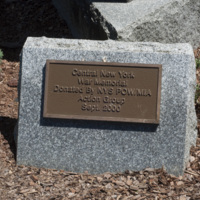 Central New York
War Memorial
Donated By NYS POW/MIA
Action Group
Sept. 2000